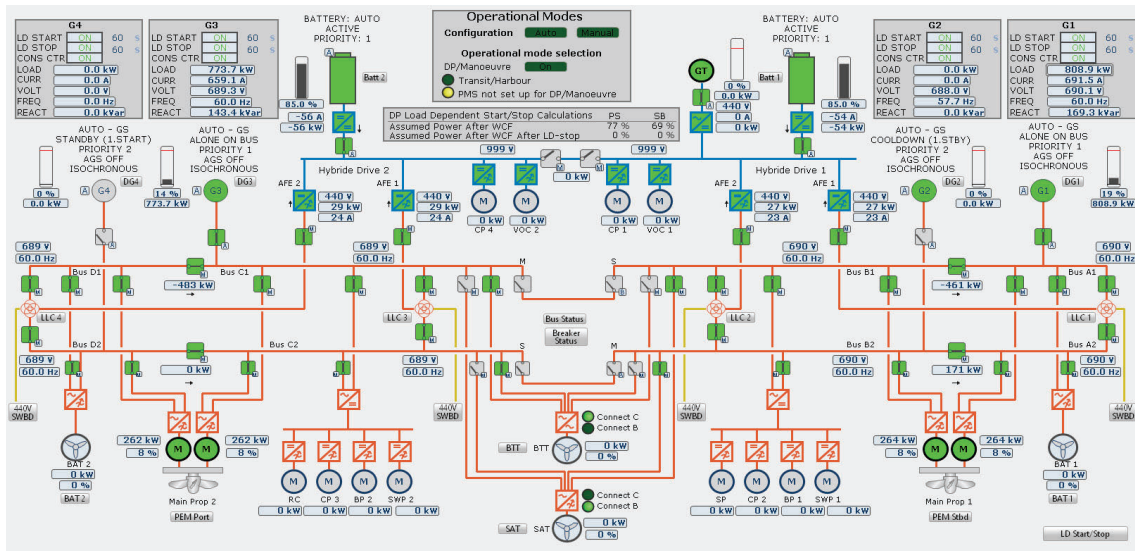 G4
LD START ON 60 s
LD STOP ON 60 s
CONS CTR ON
LOAD 0.0 kW
CURR 0.0 A
VOLT 0.0 V
FREQ 0.0 Hz
REACT 0.0 kVar
G3
LD START ON 60 s
LD STOP ON 60 s
CONS CTR ON
LOAD 773.7 kW
CURR 659.1 A
VOLT 689.3 V
FREQ 60.0 Hz
REACT 143.4 kVar
BATTERY: AUTO
ACTIVE
PRIORITY: 1
A
Batt 2
85.0 %
-56 A
-56 kW
Operational Modes
Configuration Auto Manual
Operational mode selection
DP/Manoeuvre On
Transit/Harbour
PMS not set up for DP/Manoeuvre
DP Load Dependent Start/Stop Calculations PS SB
Assumed Power After WCF 77 % 69 %
Assumed Power After WCF After LD-stop 0 % 0 %
GT
0 %
0.0 kW
440 V
0 A
0 kW
BATTERY: AUTO
ACTIVE
PRIORITY: 1
A
Batt 1
85.0 %
-54 A
-54 kW
G2
LD START ON 60 s
LD STOP ON 60 s
CONS CTR ON
LOAD 0.0 kW
CURR 0.0 A
VOLT 688.0 V
FREQ 57.7 Hz
REACT 0.0 kVar
G1
LD START ON 60 s
LD STOP ON 60 s
CONS CTR ON
LOAD 808.9 kW
CURR 691.5 A
VOLT 690.1 V
FREQ 60.0 Hz
REACT 169.3 kVar
AUTO - GS
STANDBY (1.START)
PRIORITY 2
AGS OFF
ISOCHRONOUS
0 %
0.0 kW
A G4 DG4
AUTO - GS
ALONE ON BUS
PRIORITY 1
AGS OFF
ISOCHRONOUS
14 %
773.7 kW
A G3 DG3
AUTO - GS
COOLDOWN (1.STBY)
PRIORITY 2
AGS OFF
ISOCHRONOUS
A G2 DG2
0 %
0.0 kW
AUTO - GS
ALONE ON BUS
PRIORITY 1
AGS OFF
ISOCHRONOUS
A G1 DG1
19 %
808.9 kW
999 V
999 V
0 kW
Hybride Drive 2
Hybride Drive 1
AFE 2
440 V
29 kW
24 A
AFE 1
440 V
29 kW
24 A
M
0 kW
CP 4
M
0 kW
VOC 2
M
0 kW
CP 1
M
0 kW
VOC 1
AFE 2
440 V
27 kW
23 A
AFE 1
440 V
27 kW
23 A
689 V
60.0 Hz
689 V
60.0 Hz
690 V
60.0 Hz
690 V
60.0 Hz
Bus D1
Bus C1
M
S
Bus B1
Bus A1
-483 kW
-461 kW
LLC 4
LLC 3
Bus Status
Breaker
Status
LLC 2
LLC 1
Bus D2
Bus C2
S
M
Bus B2
Bus A2
689 V
60.0 Hz
0 kW
689 V
60.0 Hz
690 V
60.0 Hz
171 kW
690 V
60.0 Hz
440V
SWBD
440V
SWBD
440V
SWBD
440V
SWBD
BAT 2
0 kW
0 %
BAT 2
262 kW
8 %
M
M
262 kW
8 %
Main Prop 2
PEM Port
M
RC
0 kW
M
CP 3
0 kW
M
BP 2
0 kW
M
SWP 2
0 kW
Connect C
Connect B
BTT
BTT
0 kW
0 %
Connect C
Connect B
SAT
SAT
0 kW
0 %
M
SP
0 kW
M
CP 2
0 kW
M
BP 1
0 kW
M
SWP 1
0 kW
264 kW
8 %
M
M
264 kW
8 %
Main Prop 1
PEM Stbd
BAT 1
0 kW
0 %
BAT 1
LD Start/Stop